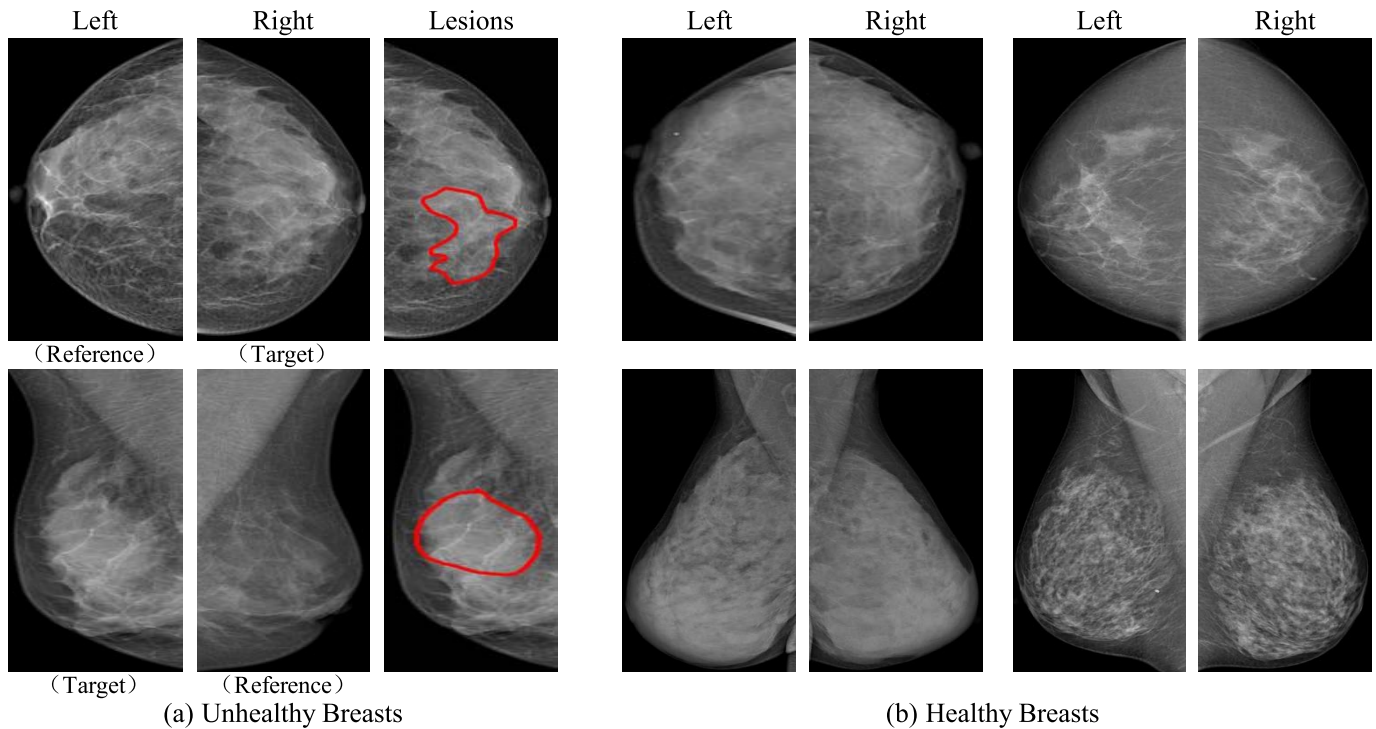 Left Right Lesions Left Right Left Right
（Reference） （Target）
（Target） （Reference）
(a) Unhealthy Breasts (b) Healthy Breasts